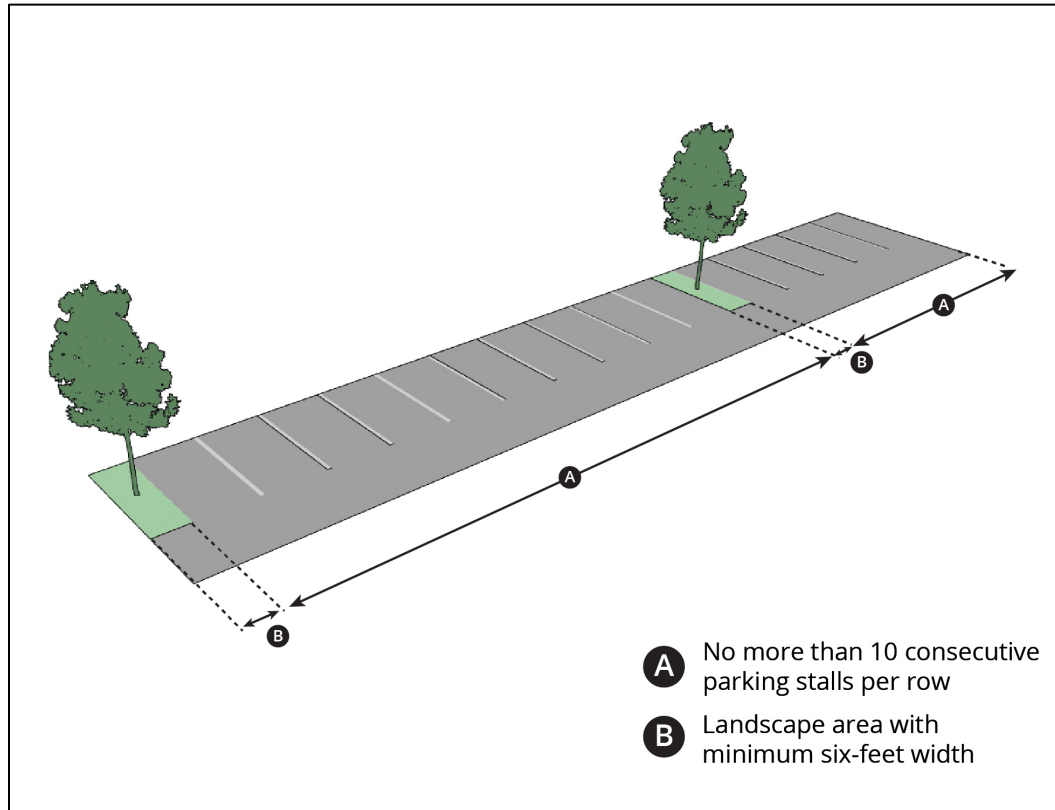 A
B
A
B
A No more than 10 consecutive
parking stalls per row
B Landscape area with
minimum six-feet width